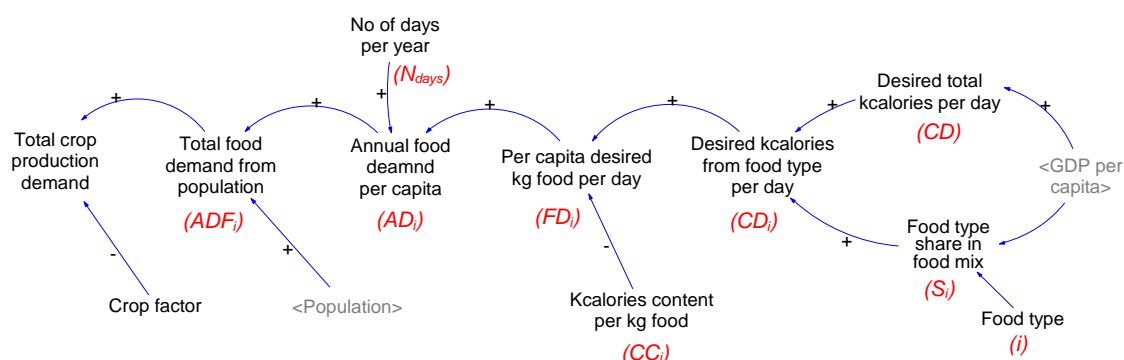 No of days
per year
(Ndays)
+
Desired total
kcalories per day
(CD)
+
+
+
+
+
+
Total crop
production
demand
Total food
demand from
population
(ADFi)
Annual food
deamnd
per capita
(ADi)
Per capita desired
kg food per day
(FDi)
Desired kcalories
from food type
per day
(CDi)
<GDP per
capita>
+
Food type
share in
food mix
(Si)
-
Crop factor
+
<Population>
-
Kcalories content
per kg food
(CCi)
Food type
(i)